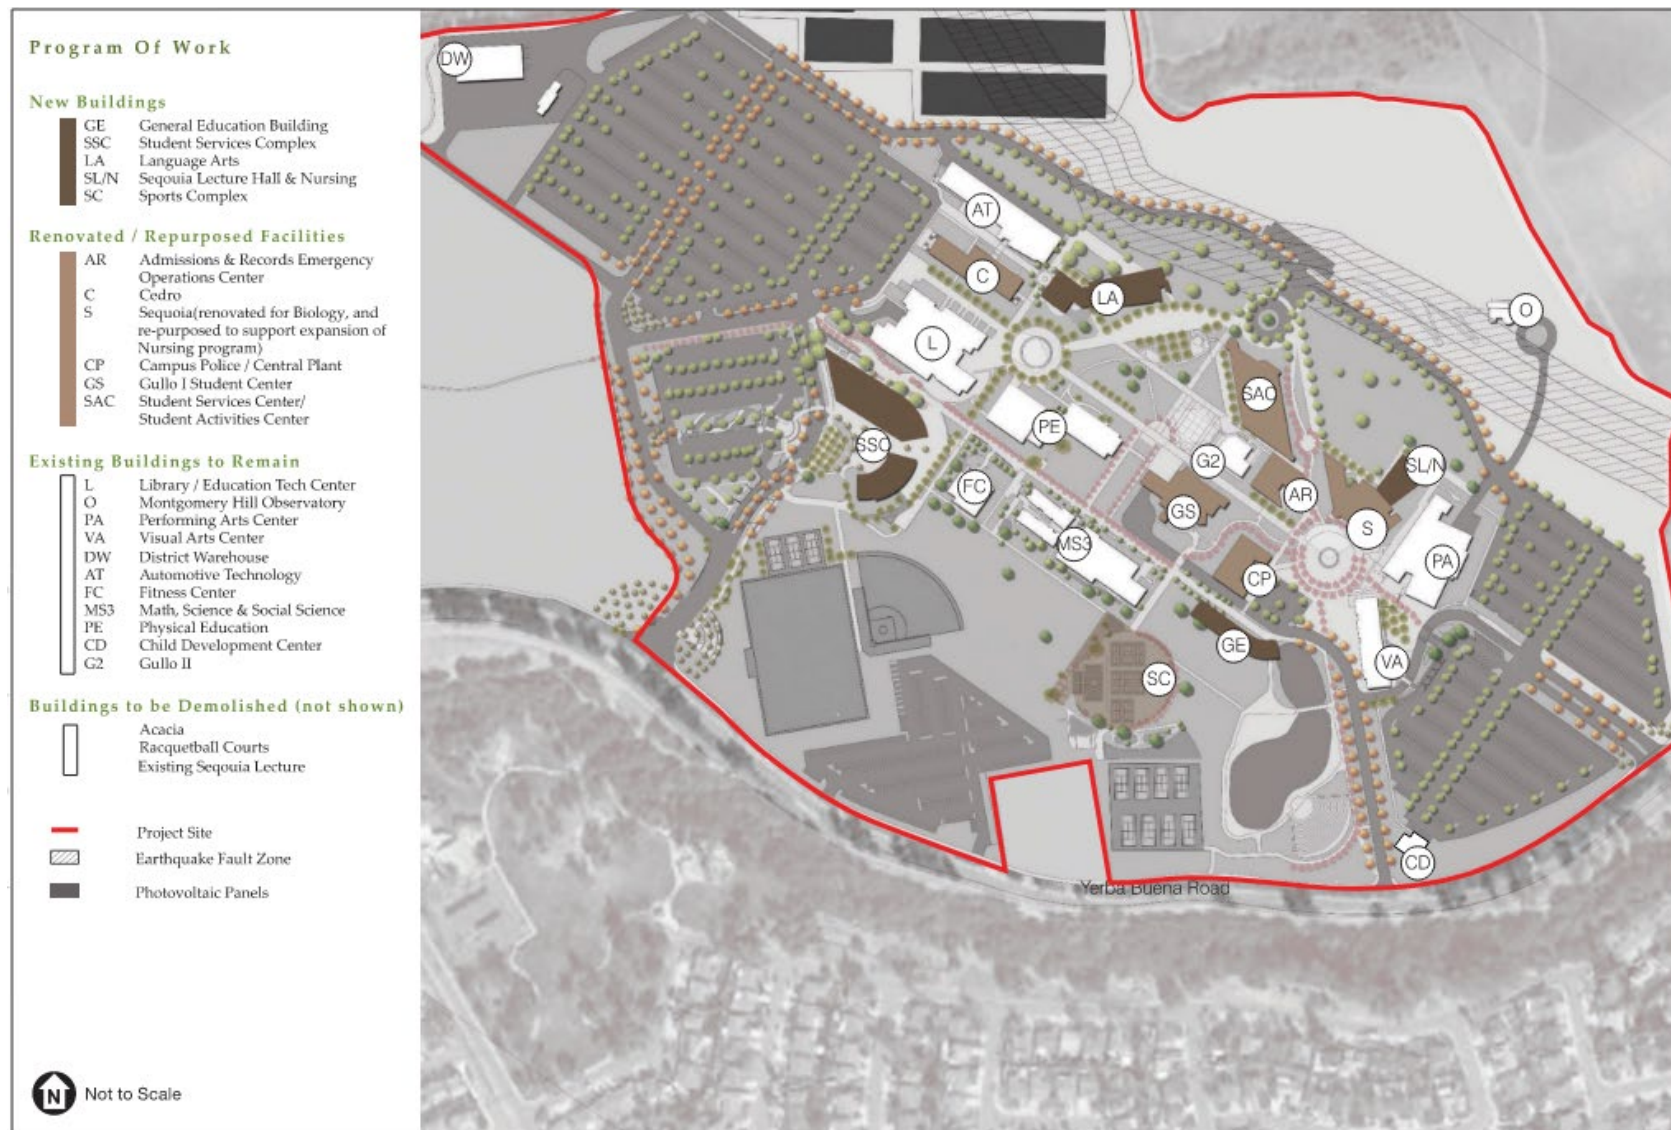 Program Of Work
New Buildings
GE General Education Building
SSC Student Services Complex
LA Language Arts
SL/N Seqouia Lecture Hall & Nursing
SC Sports Complex
Renovated / Repurposed Facilities
AR Admissions & Records Emergency
Operations Center
C Cedro
S Sequoia(renovated for Biology, and
re-purposed to support expansion of
Nursing program)
CP Campus Police / Central Plant
GS Gullo I Student Center
SAC Student Services Center/
Student Activities Center
Existing Buildings to Remain
L Library / Education Tech Center
O Montgomery Hill Observatory
PA Performing Arts Center
VA Visual Arts Center
DW District Warehouse
AT Automotive Technology
FC Fitness Center
MS3 Math, Science & Social Science
PE Physical Education
CD Child Development Center
G2 Gullo II
Buildings to be Demolished (not shown)
Acacia
Racquetball Courts
Existing Seqouia Lecture
Project Site
Earthquake Fault Zone
Photovoltaic Panels
N Not to Scale
DW
AT
C
LA
O
L
SAC
PE
SSC
G2
SL/N
FC
AR
GS
S
MS3
PA
CP
GE
VA
SC
CD
Yerba Buena Road